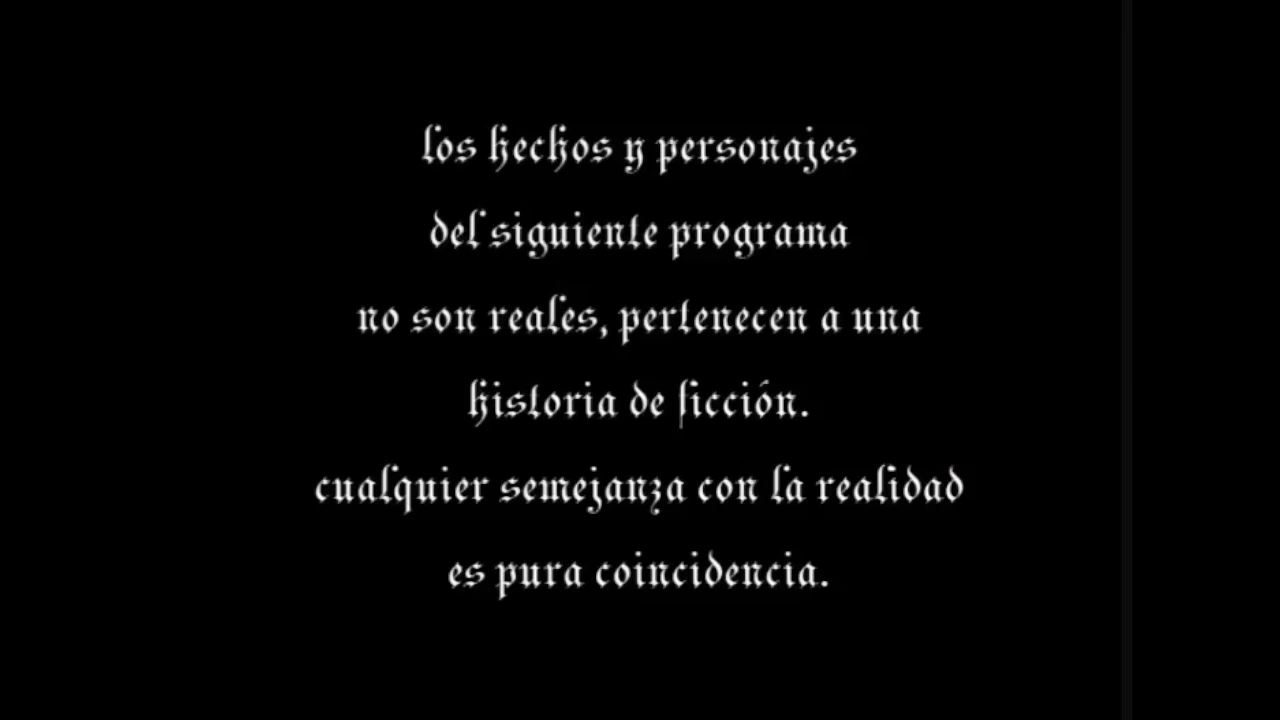 los hechos y personajes
del siguiente programa
no son reales, pertenecen a una
historia de ficción.
cualquier semejanza con la realidad
es pura coincidencia.